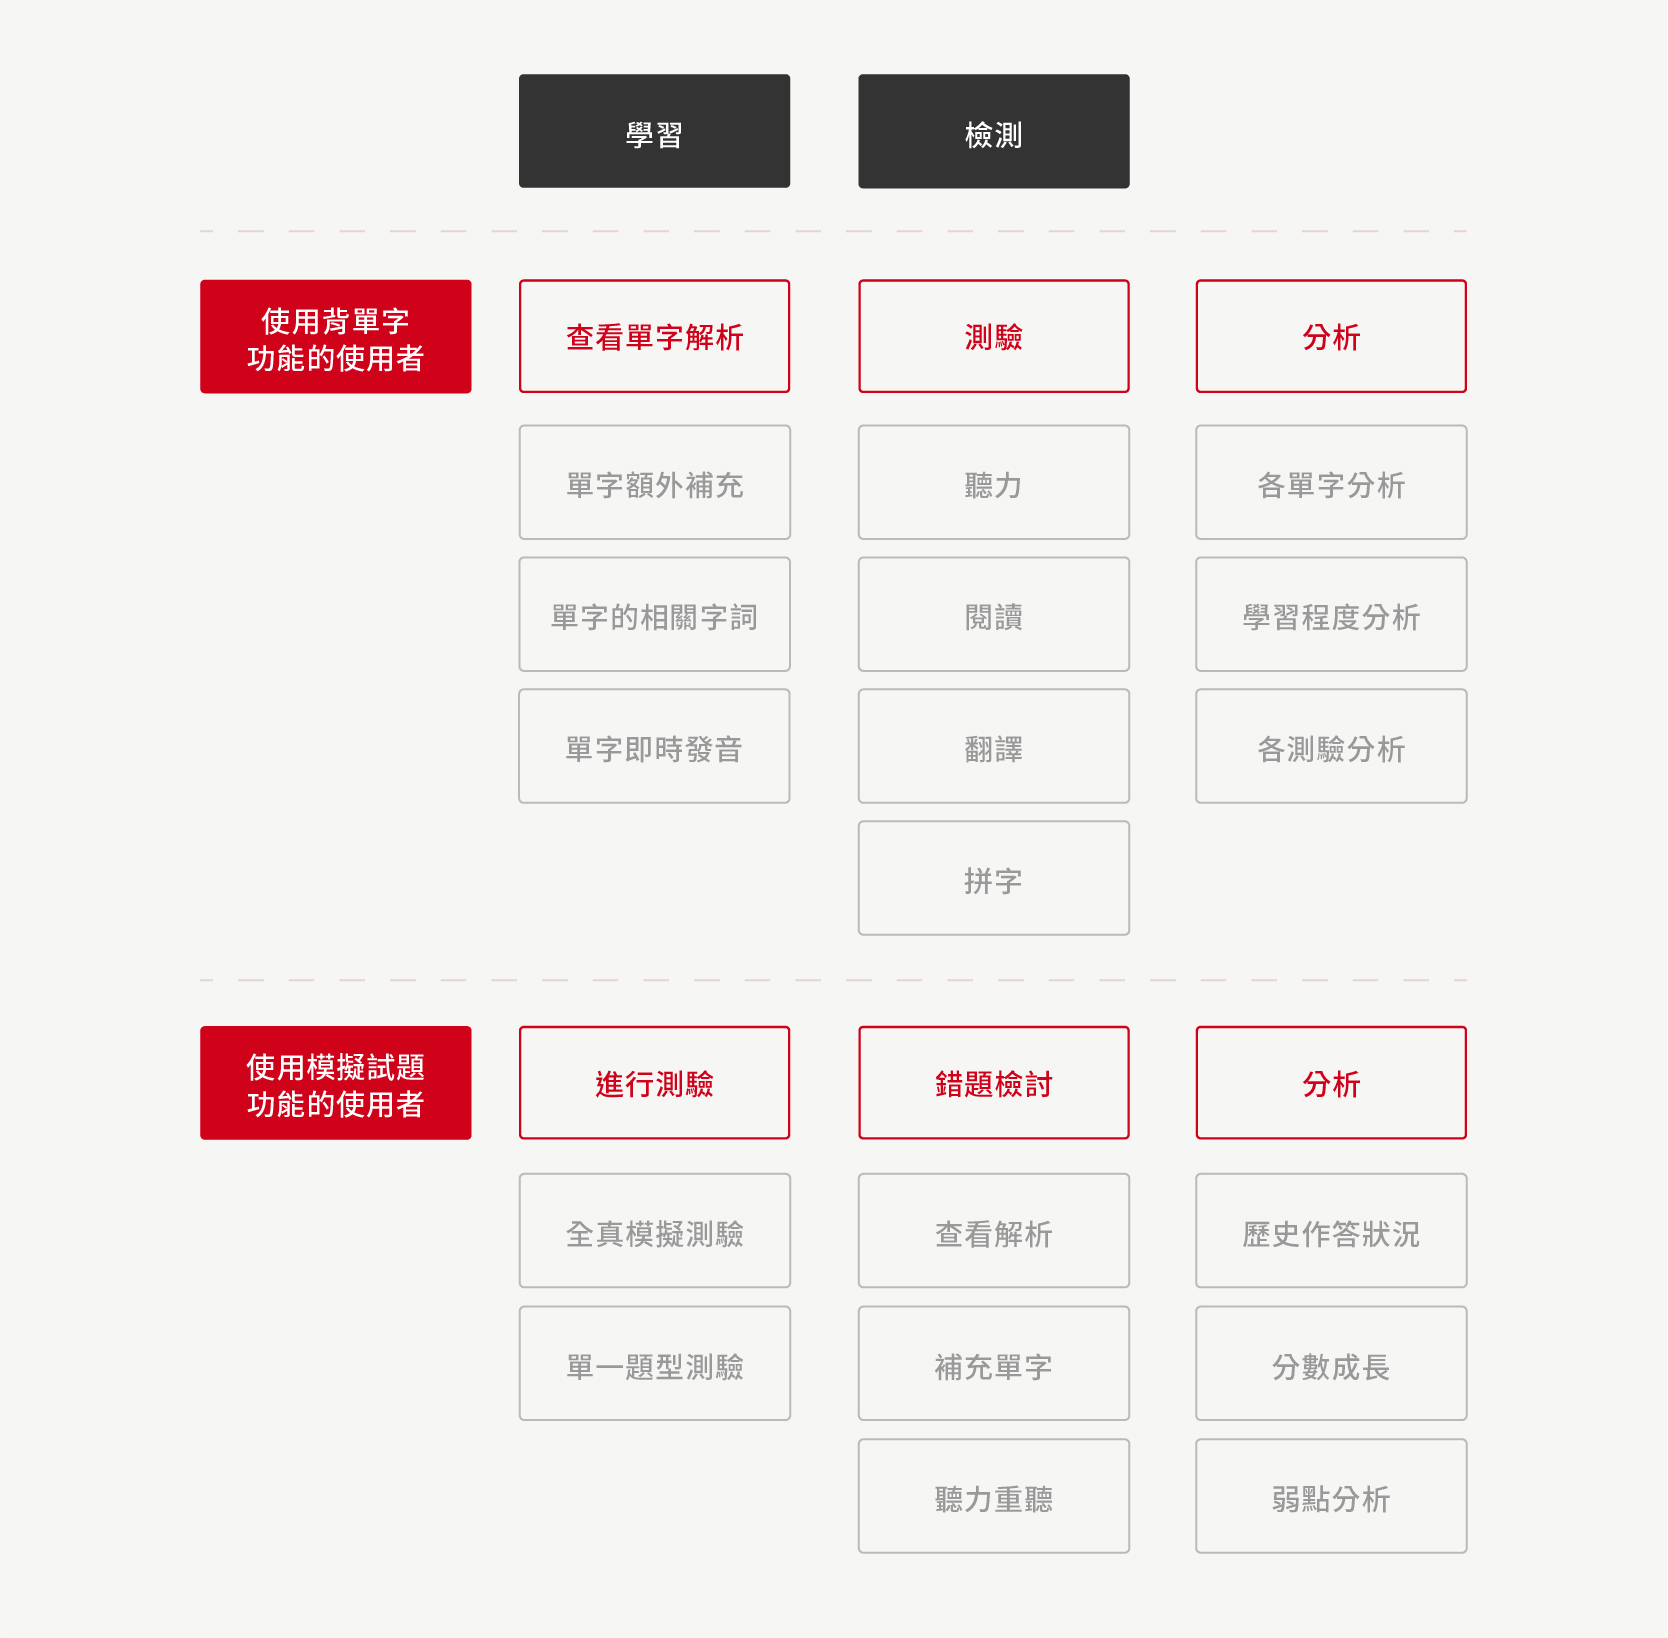 學習
檢測
使用背單字
功能的使用者
查看單字解析
測驗
分析
單字額外補充
聽力
各單字分析
單字的相關字詞
閱讀
學習程度分析
單字即時發音
翻譯
各測驗分析
拼字
使用模擬試題
功能的使用者
進行測驗
錯題檢討
分析
全真模擬測驗
查看解析
歷史作答狀況
單一題型測驗
補充單字
分數成長
聽力重聽
弱點分析